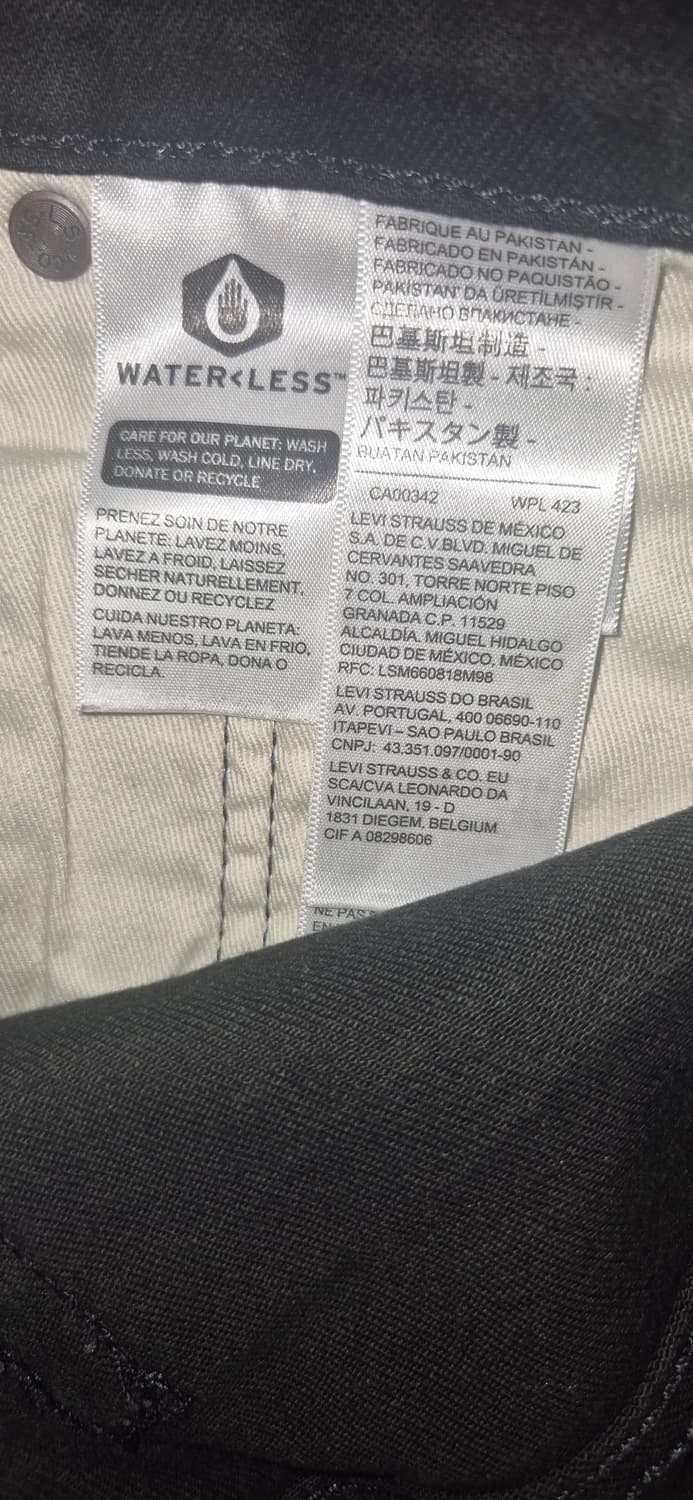 WATER<LESS™
CARE FOR OUR PLANET: WASH
LESS, WASH COLD, LINE DRY,
DONATE OR RECYCLE
PRENEZ SOIN DE NOTRE
PLANETE: LAVEZ MOINS,
LAVEZ A FROID, LAISSEZ
SECHER NATURELLEMENT,
DONNEZ OU RECYCLEZ
CUIDA NUESTRO PLANETA:
LAVA MENOS, LAVA EN FRIO,
TIENDE LA ROPA, DONA O
RECICLA.
FABRIQUE AU PAKISTAN -
FABRICADO EN PAKISTÁN -
FABRICADO NO PAQUISTÃO -
PAKİSTAN' DA ÜRETİLMİŞTİR -
СДЕЛАНО ВПАКИСТАНЕ -
巴基斯坦制造 -
巴基斯坦製 - 제조국 :
파키스탄 -
パキスタン製 -
BUATAN PAKISTAN
CA00342 WPL 423
LEVI STRAUSS DE MÉXICO
S.A. DE C.V.BLVD. MIGUEL DE
CERVANTES SAAVEDRA
NO. 301, TORRE NORTE PISO
7 COL. AMPLIACIÓN
GRANADA C.P. 11529
ALCALDÍA. MIGUEL HIDALGO
CIUDAD DE MÉXICO, MÉXICO
RFC: LSM660818M98
LEVI STRAUSS DO BRASIL
AV. PORTUGAL, 400 06690-110
ITAPEVI – SAO PAULO BRASIL
CNPJ: 43.351.097/0001-90
LEVI STRAUSS & CO. EU
SCA/CVA LEONARDO DA
VINCILAAN, 19 - D
1831 DIEGEM, BELGIUM
CIF A 08298606
NE PAS